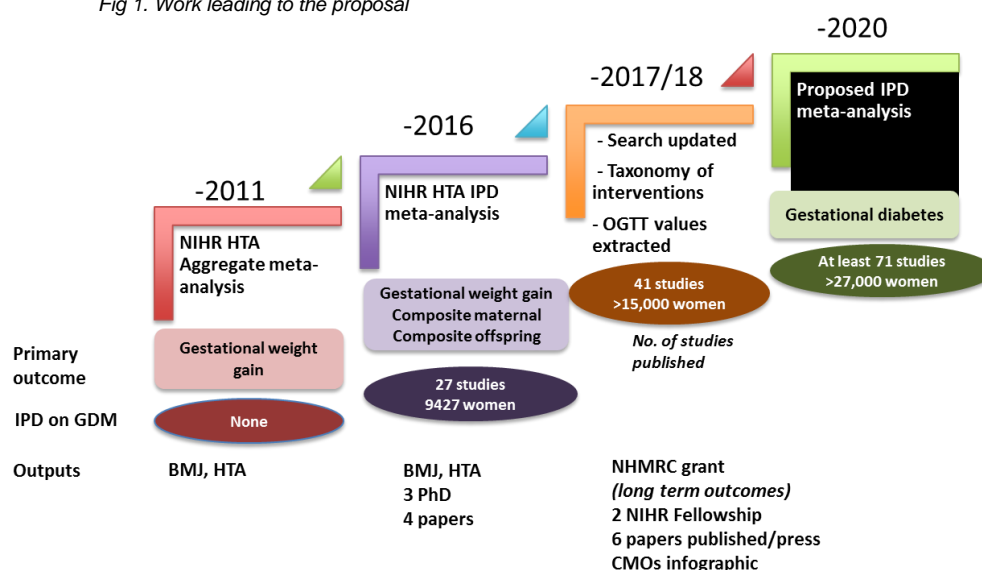 Fig 1. Work leading to the proposal
-2011
NIHR HTA
Aggregate meta-
analysis
-2016
NIHR HTA IPD
meta-analysis
-2017/18
- Search updated
- Taxonomy of
interventions
- OGTT values
extracted
-2020
Proposed IPD
meta-analysis
Primary
outcome
Gestational weight
gain
Gestational weight gain
Composite maternal
Composite offspring
Gestational diabetes
IPD on GDM
None
27 studies
9427 women
41 studies
>15,000 women
No. of studies
published
At least 71 studies
>27,000 women
Outputs
BMJ, HTA
BMJ, HTA
3 PhD
4 papers
NHMRC grant
(long term outcomes)
2 NIHR Fellowship
6 papers published/press
CMOs infographic